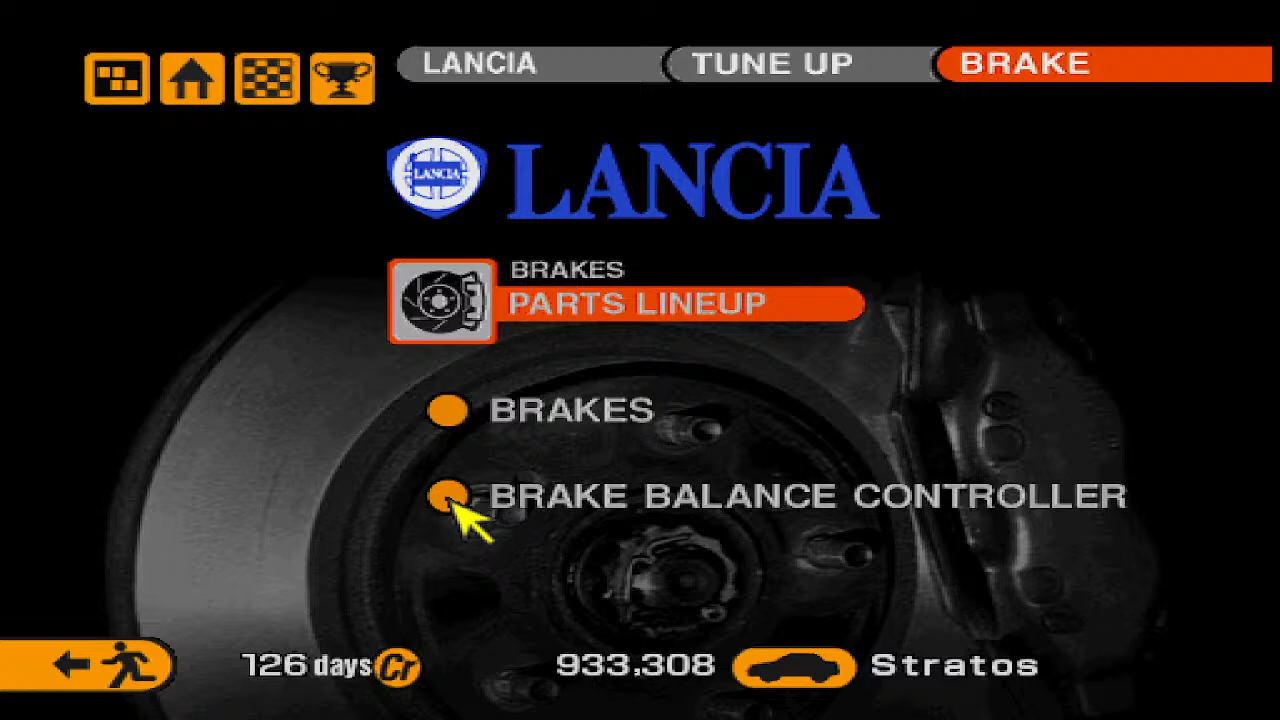 LANCIA TUNE UP BRAKE
LANCIA LANCIA
BRAKES
PARTS LINEUP
BRAKES
BRAKE BALANCE CONTROLLER
126 days Cr 933,308 Stratos